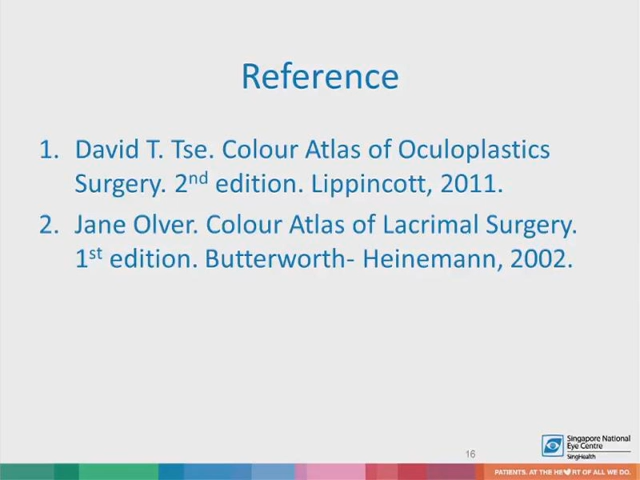 Reference
1. David T. Tse. Colour Atlas of Oculoplastics
Surgery. 2nd edition. Lippincott, 2011.
2. Jane Olver. Colour Atlas of Lacrimal Surgery.
1st edition. Butterworth- Heinemann, 2002.
16
Singapore National
Eye Centre
SingHealth
PATIENTS. AT THE HE♥RT OF ALL WE DO.